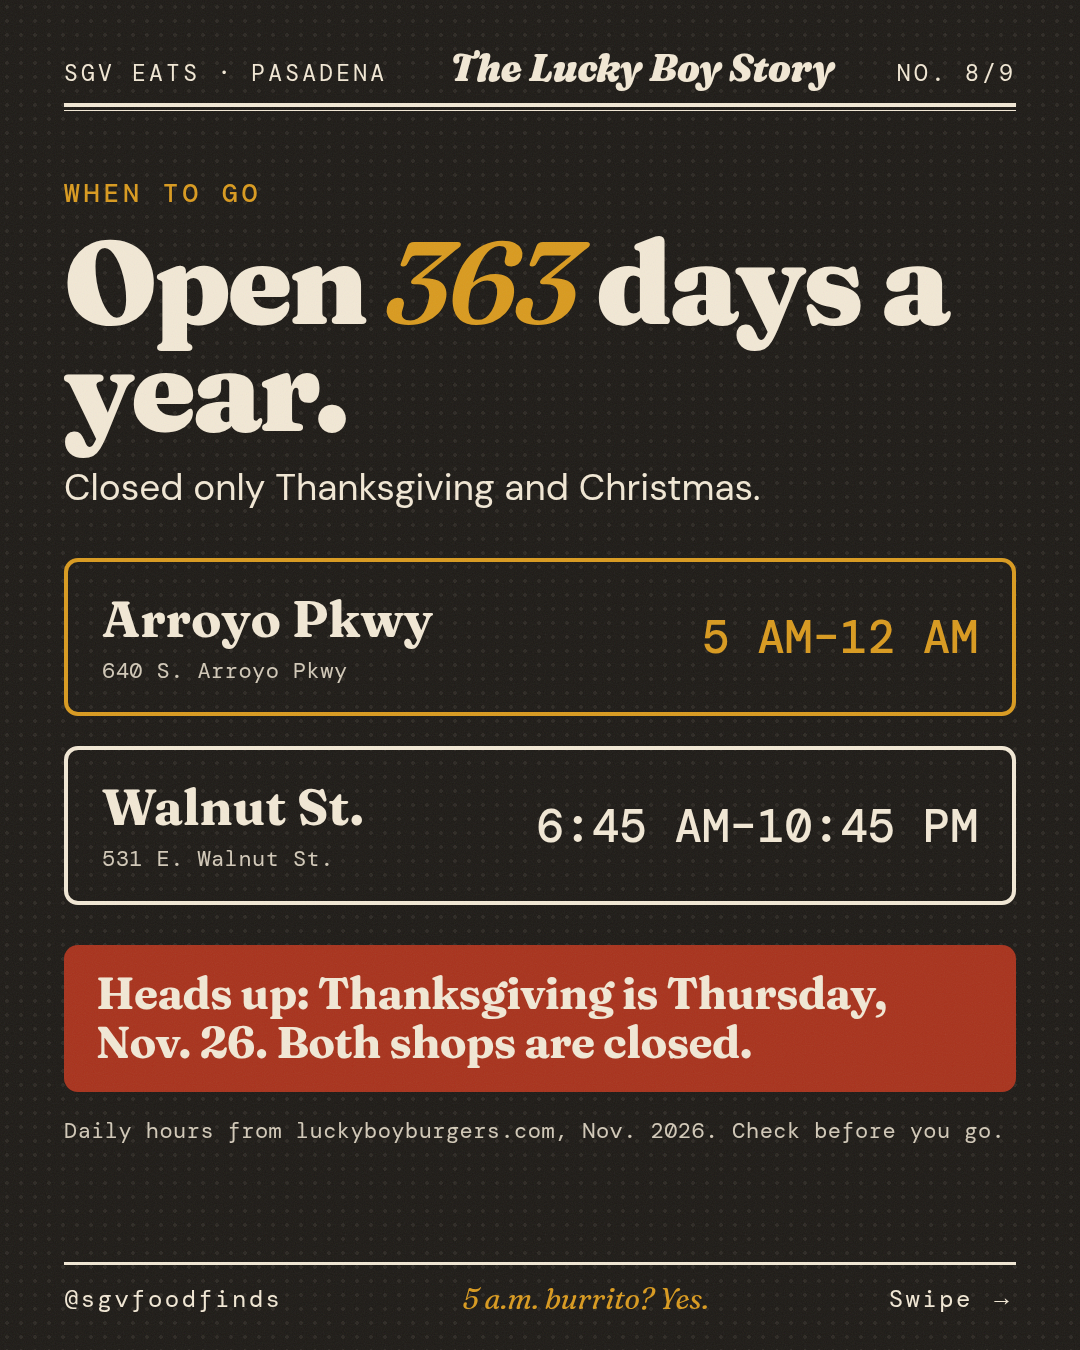 SGV EATS · PASADENA
The Lucky Boy Story
NO. 8/9
WHEN TO GO
Open 363 days a
year.
Closed only Thanksgiving and Christmas.
Arroyo Pkwy
640 S. Arroyo Pkwy
5 AM–12 AM
Walnut St.
531 E. Walnut St.
6:45 AM–10:45 PM
Heads up: Thanksgiving is Thursday,
Nov. 26. Both shops are closed.
Daily hours from luckyboyburgers.com, Nov. 2026. Check before you go.
@sgvfoodfinds
5 a.m. burrito? Yes.
Swipe →